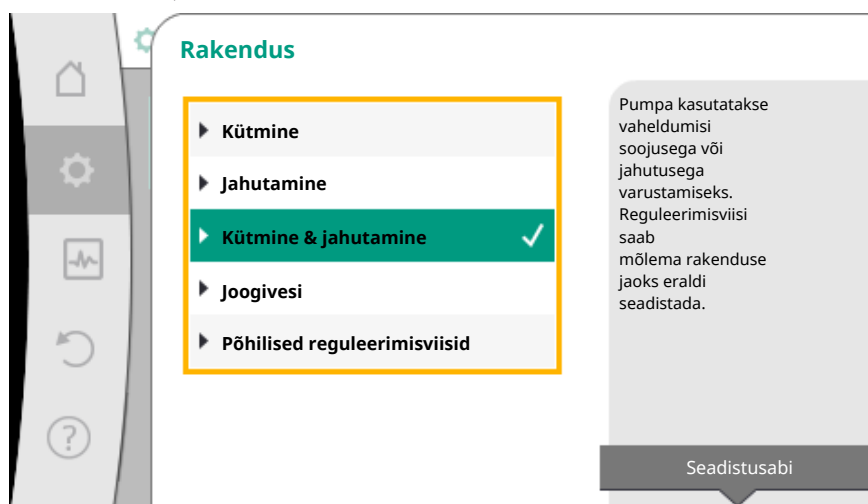 Rakendus
Kütmine
Jahutamine
Kütmine & jahutamine
Joogivesi
Põhilised reguleerimisviisid
Pumpa kasutatakse
vaheldumisi
soojusega või
jahutusega
varustamiseks.
Reguleerimisviisi
saab
mõlema rakenduse
jaoks eraldi
seadistada.
Seadistusabi